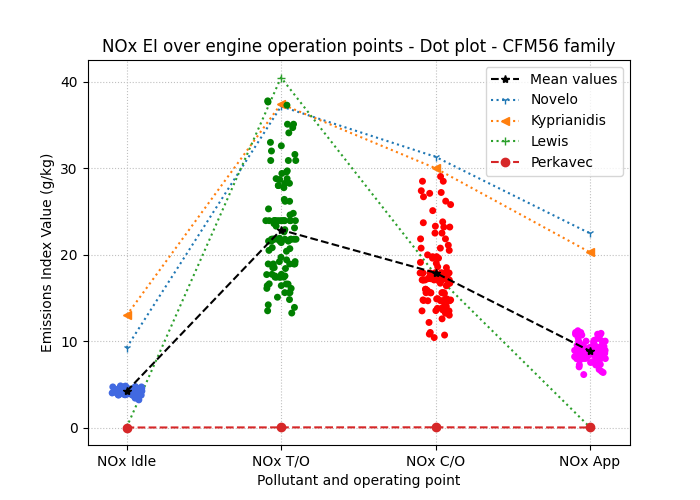 NOx EI over engine operation points - Dot plot - CFM56 family
Mean values
Novelo
Kyprianidis
Lewis
Perkavec
Emissions Index Value (g/kg)
40
30
20
10
0
NOx Idle
NOx T/O
NOx C/O
NOx App
Pollutant and operating point